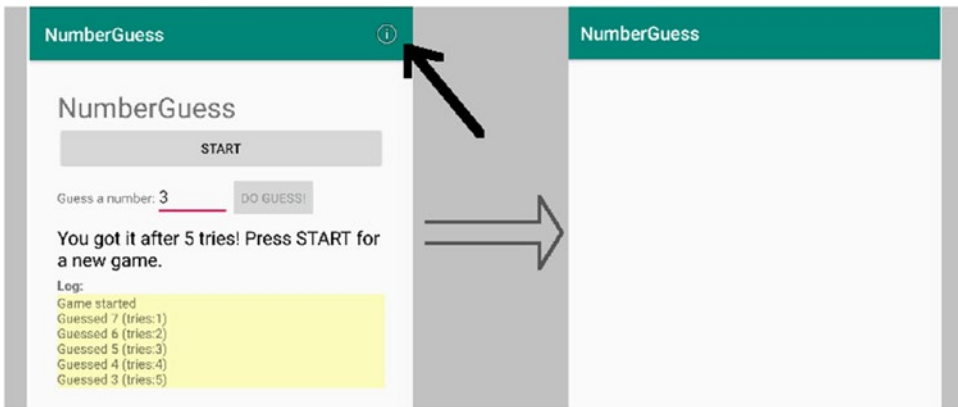 NumberGuess
NumberGuess
START
Guess a number: 3 DO GUESS!
You got it after 5 tries! Press START for
a new game.
Log:
Game started
Guessed 7 (tries:1)
Guessed 6 (tries:2)
Guessed 5 (tries:3)
Guessed 4 (tries:4)
Guessed 3 (tries:5)
NumberGuess